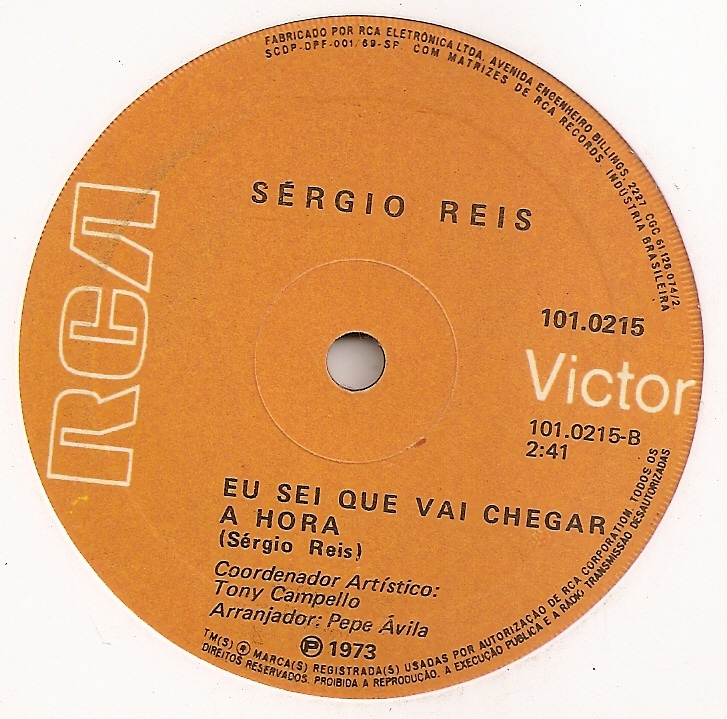 FABRICADO POR RCA ELETRÔNICA LTDA. AVENIDA ENGENHEIRO BILLINGS, 2227 CGC 61.126.074/2.
SCDP-DPF-001/69-SP COM MATRIZES DE RCA RECORDS INDÚSTRIA BRASILEIRA
SÉRGIO REIS
RCA
101.0215
Victor
101.0215-B
2:41
EU SEI QUE VAI CHEGAR
A HORA
(Sérgio Reis)
Coordenador Artístico:
Tony Campello
Arranjador: Pepe Ávila
℗ 1973
TM(S) ® MARCA(S) REGISTRADA(S) USADAS POR AUTORIZAÇÃO DE RCA CORPORATION. TODOS OS
DIREITOS RESERVADOS. PROIBIDA A REPRODUÇÃO. A EXECUÇÃO PÚBLICA E A RÁDIO TRANSMISSÃO DESAUTORIZADAS